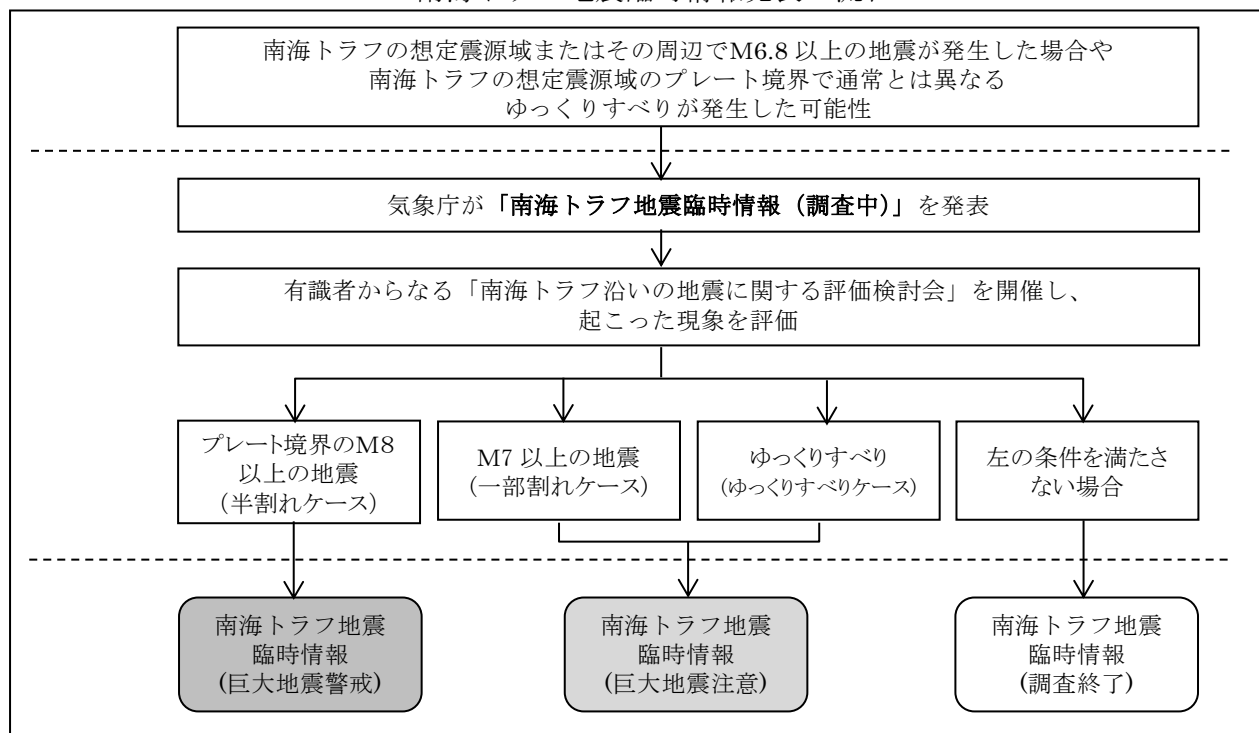 南海トラフの想定震源域またはその周辺でM6.8 以上の地震が発生した場合や
南海トラフの想定震源域のプレート境界で通常とは異なる
ゆっくりすべりが発生した可能性
気象庁が「南海トラフ地震臨時情報（調査中）」を発表
有識者からなる「南海トラフ沿いの地震に関する評価検討会」を開催し、
起こった現象を評価
プレート境界のM8
以上の地震
(半割れケース)
M7 以上の地震
(一部割れケース)
ゆっくりすべり
(ゆっくりすべりケース)
左の条件を満たさ
ない場合
南海トラフ地震
臨時情報
(巨大地震警戒)
南海トラフ地震
臨時情報
(巨大地震注意)
南海トラフ地震
臨時情報
(調査終了)